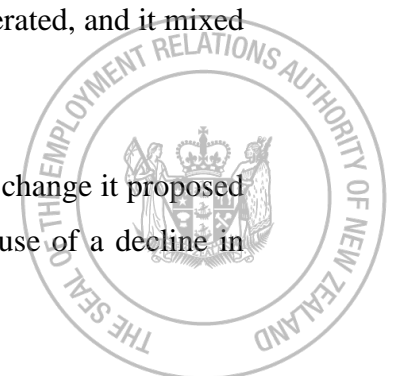 erated, and it mixed
change it proposed
use of a decline in
THE SEAL OF THE EMPLOYMENT RELATIONS AUTHORITY OF NEW ZEALAND